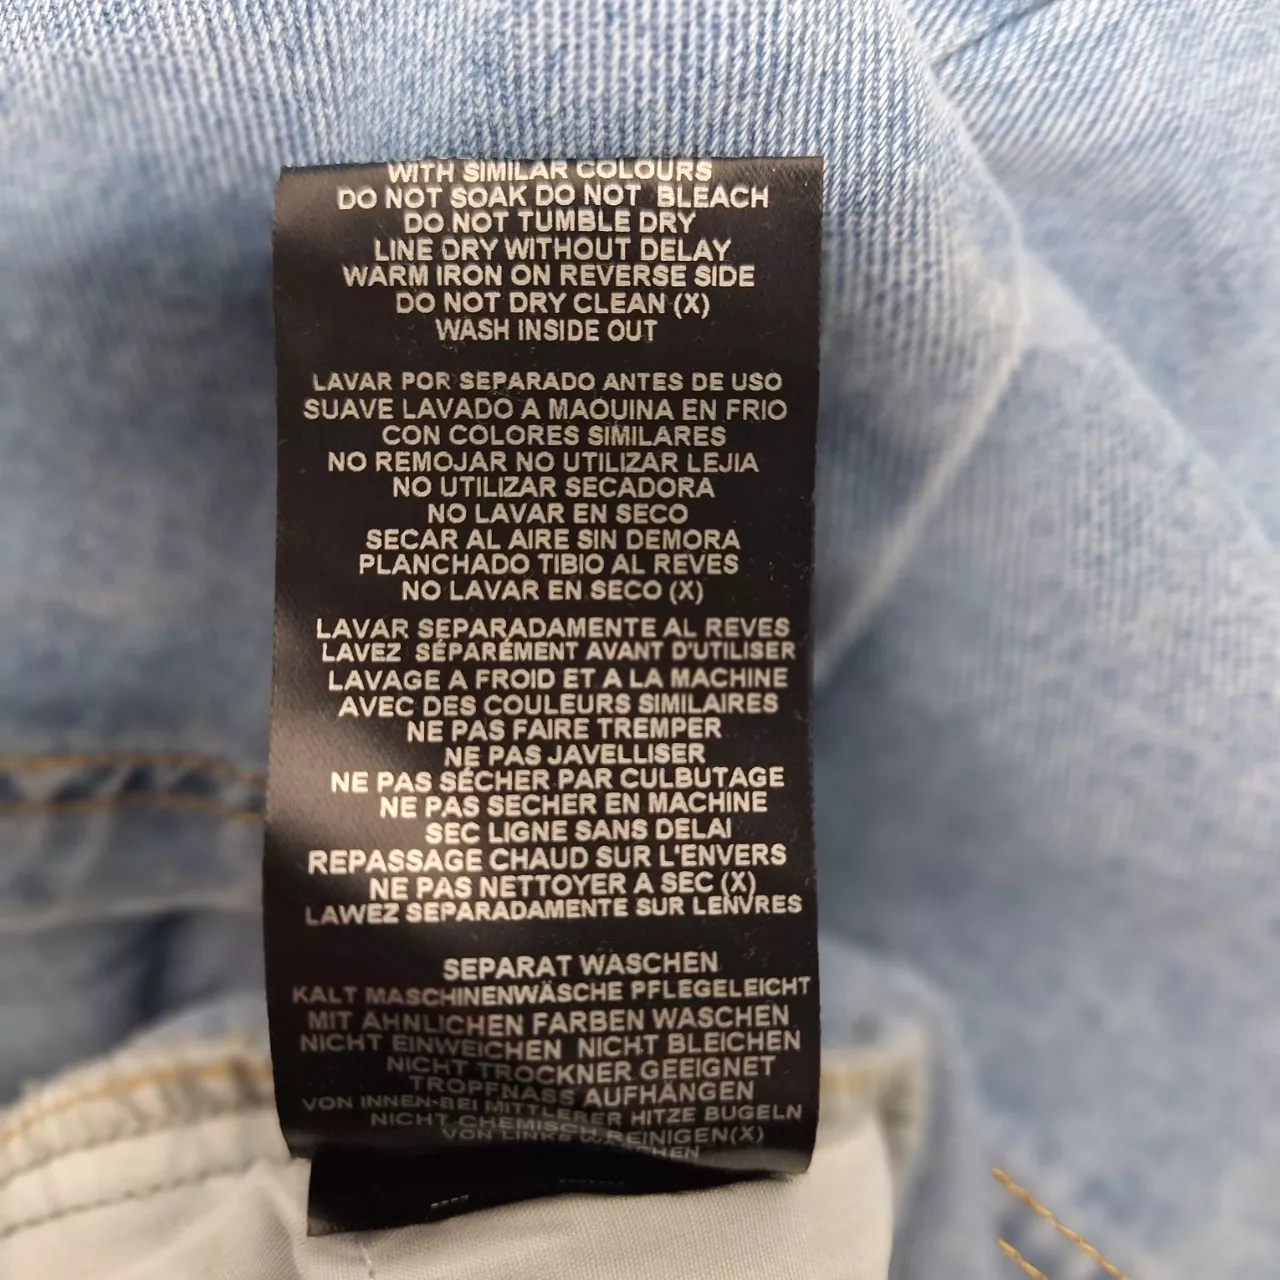 WITH SIMILAR COLOURS
DO NOT SOAK DO NOT BLEACH
DO NOT TUMBLE DRY
LINE DRY WITHOUT DELAY
WARM IRON ON REVERSE SIDE
DO NOT DRY CLEAN (X)
WASH INSIDE OUT
LAVAR POR SEPARADO ANTES DE USO
SUAVE LAVADO A MAQUINA EN FRIO
CON COLORES SIMILARES
NO REMOJAR NO UTILIZAR LEJIA
NO UTILIZAR SECADORA
NO LAVAR EN SECO
SECAR AL AIRE SIN DEMORA
PLANCHADO TIBIO AL REVES
NO LAVAR EN SECO (X)
LAVAR SEPARADAMENTE AL REVES
LAVEZ SÉPARÉMENT AVANT D'UTILISER
LAVAGE A FROID ET A LA MACHINE
AVEC DES COULEURS SIMILAIRES
NE PAS FAIRE TREMPER
NE PAS JAVELLISER
NE PAS SÉCHER PAR CULBUTAGE
NE PAS SECHER EN MACHINE
SEC LIGNE SANS DELAI
REPASSAGE CHAUD SUR L'ENVERS
NE PAS NETTOYER A SEC (X)
LAWEZ SEPARADAMENTE SUR LENVRES
SEPARAT WASCHEN
KALT MASCHINENWÄSCHE PFLEGELEICHT
MIT ÄHNLICHEN FARBEN WASCHEN
NICHT EINWEICHEN NICHT BLEICHEN
NICHT TROCKNER GEEIGNET
TROPFNASS AUFHÄNGEN
VON INNEN-BEI MITTLERER HITZE BUGELN
NICHT CHEMISCH REINIGEN(X)
VON LINKS